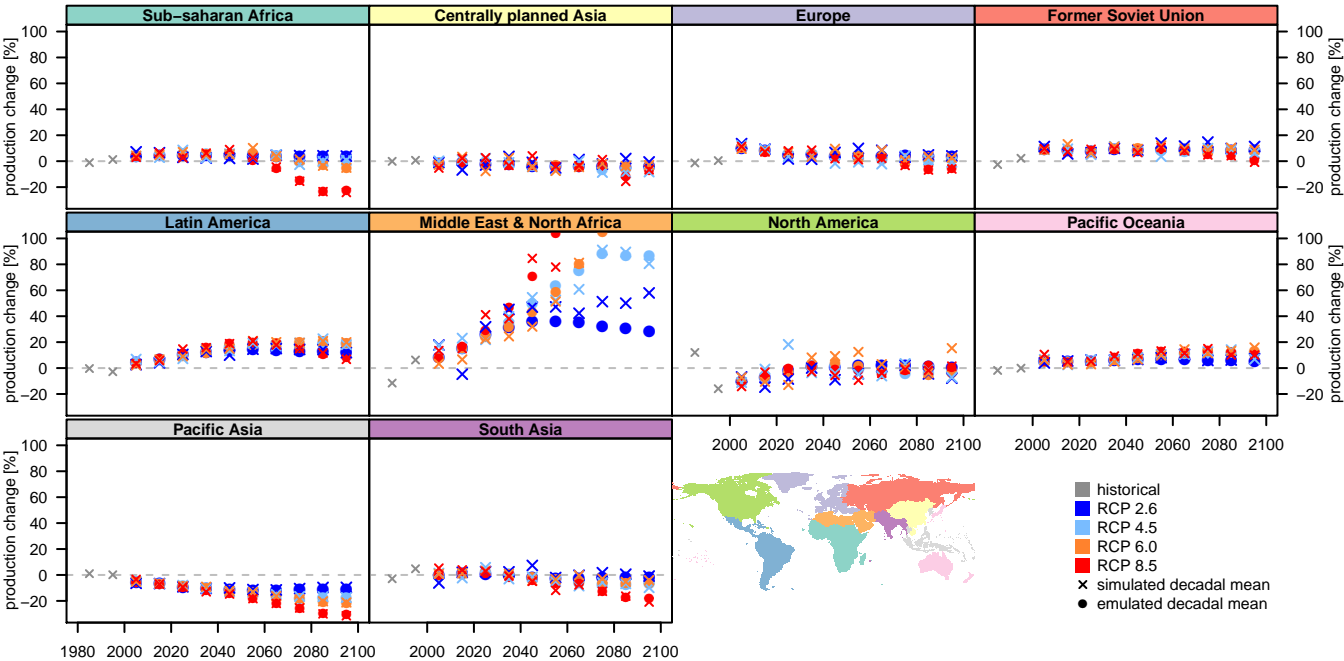 Sub−saharan Africa
Centrally planned Asia
Europe
Former Soviet Union
production change [%]
100
80
60
40
20
0
−20
100
80
60
40
20
0
−20
production change [%]
Latin America
Middle East & North Africa
North America
Pacific Oceania
production change [%]
100
80
60
40
20
0
−20
100
80
60
40
20
0
−20
production change [%]
2000 2020 2040 2060 2080 2100
2000 2020 2040 2060 2080 2100
Pacific Asia
South Asia
production change [%]
100
80
60
40
20
0
−20
1980 2000 2020 2040 2060 2080 2100
2000 2020 2040 2060 2080 2100
historical
RCP 2.6
RCP 4.5
RCP 6.0
RCP 8.5
simulated decadal mean
emulated decadal mean